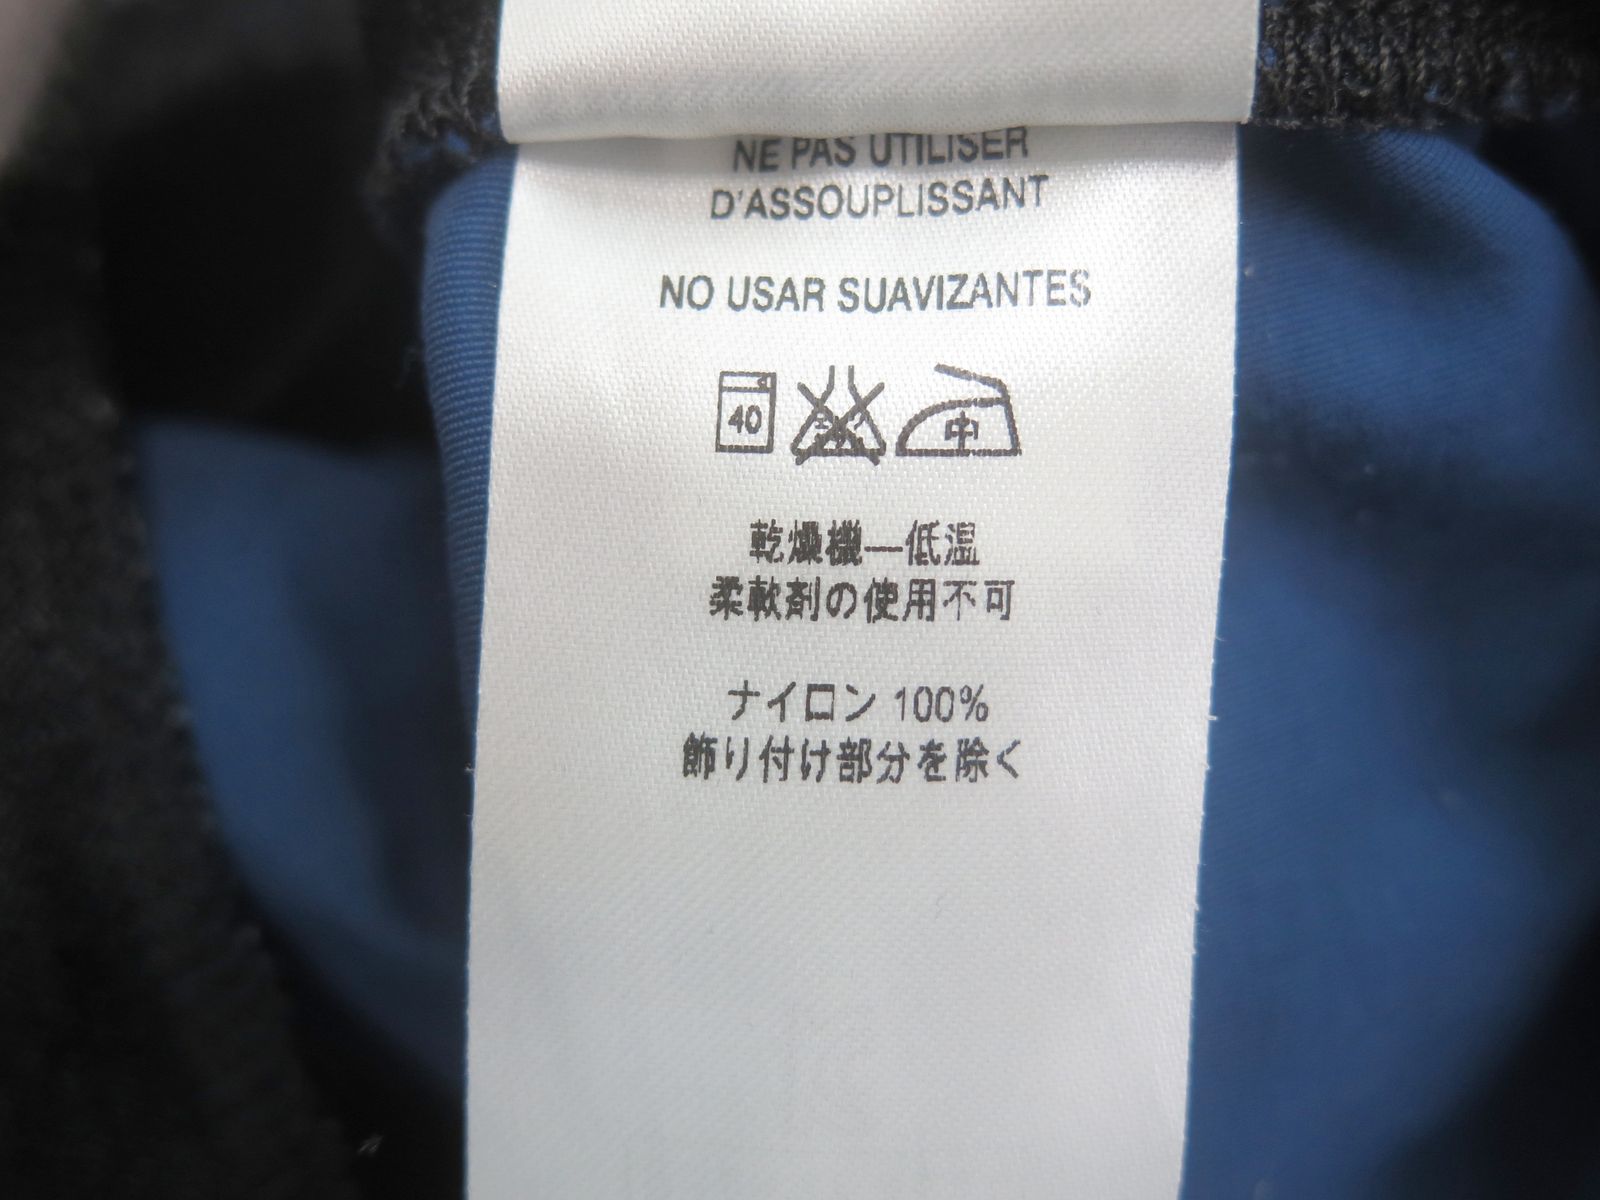 NE PAS UTILISER
D'ASSOUPLISSANT
NO USAR SUAVIZANTES
40 中
乾燥機—低温
柔軟剤の使用不可
ナイロン 100%
飾り付け部分を除く